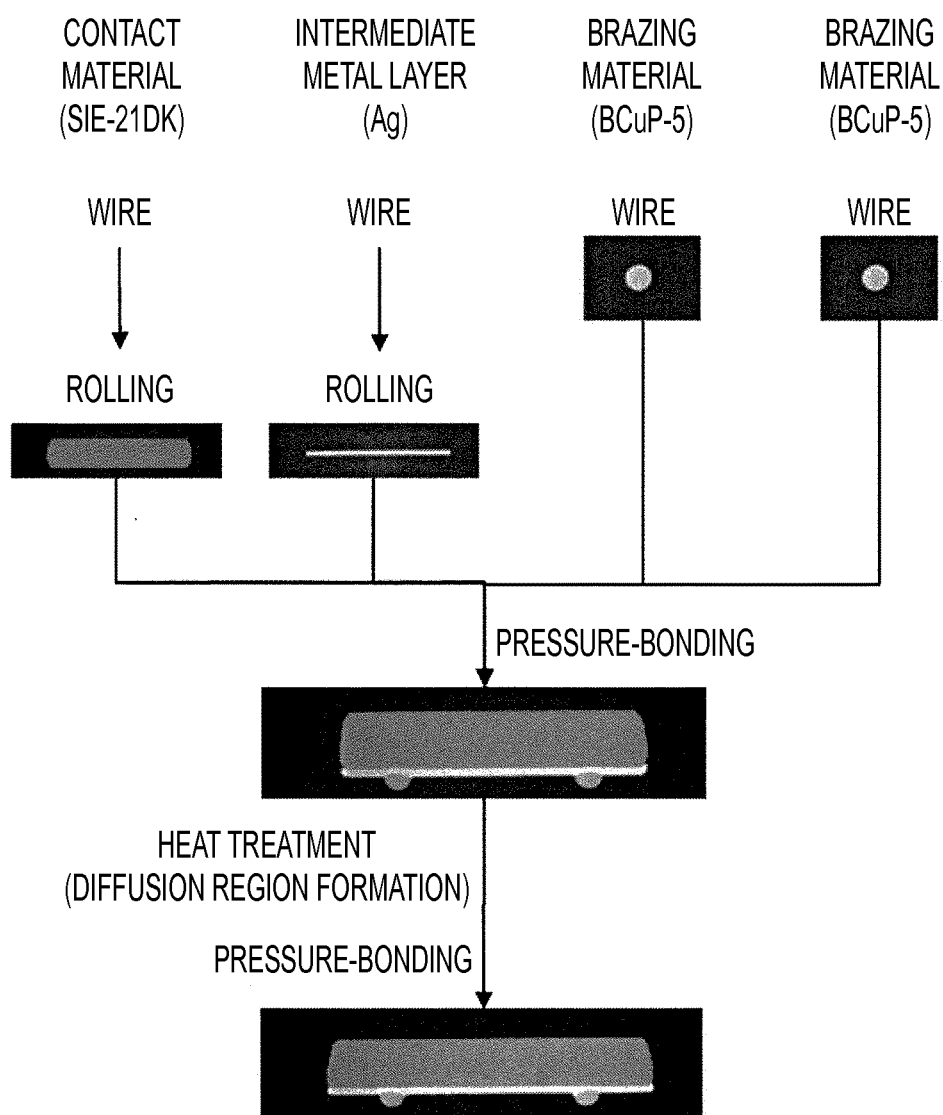 CONTACT
MATERIAL
(SIE-21DK)
INTERMEDIATE
METAL LAYER
(Ag)
BRAZING
MATERIAL
(BCuP-5)
BRAZING
MATERIAL
(BCuP-5)
WIRE
WIRE
WIRE
WIRE
ROLLING
ROLLING
PRESSURE-BONDING
HEAT TREATMENT
(DIFFUSION REGION FORMATION)
PRESSURE-BONDING